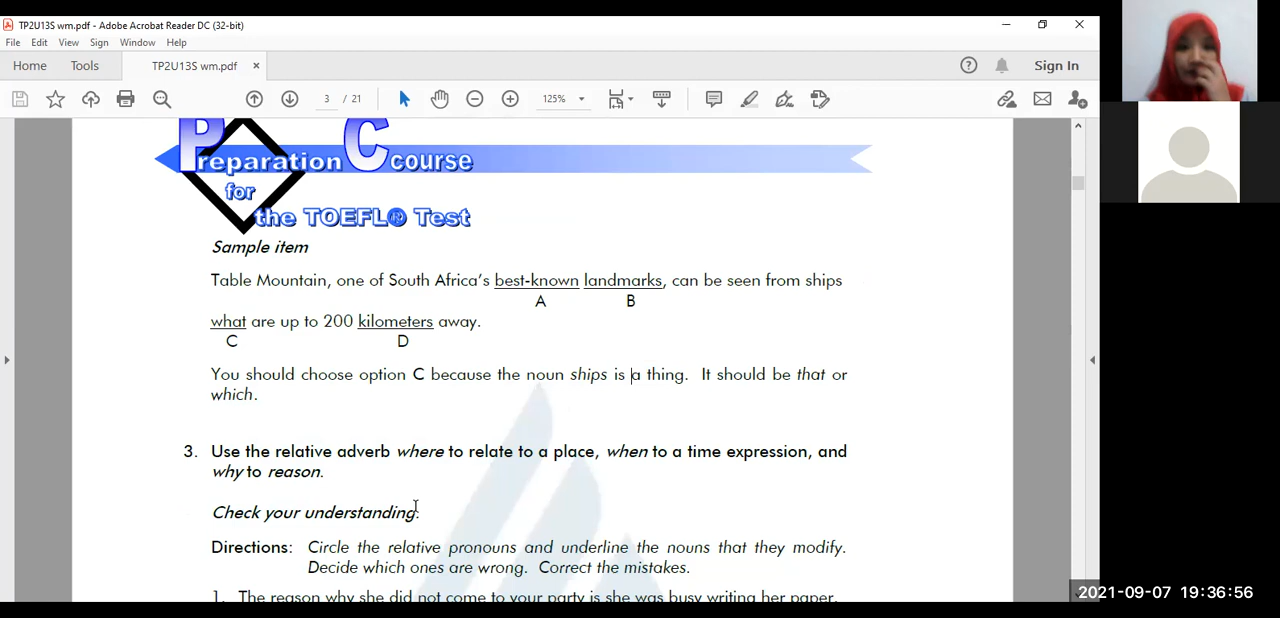 TP2U13S wm.pdf - Adobe Acrobat Reader DC (32-bit)
File Edit View Sign Window Help
Home Tools TP2U13S wm.pdf × Sign In
3 / 21 125%
Preparation Ccourse
for
the TOEFL® Test
Sample item
Table Mountain, one of South Africa's best-known landmarks, can be seen from ships
A B
what are up to 200 kilometers away.
C D
You should choose option C because the noun ships is a thing. It should be that or
which.
3. Use the relative adverb where to relate to a place, when to a time expression, and
why to reason.
Check your understanding:
Directions: Circle the relative pronouns and underline the nouns that they modify.
Decide which ones are wrong. Correct the mistakes.
1. The reason why she did not come to your party is she was busy writing her paper.
2021-09-07 19:36:56